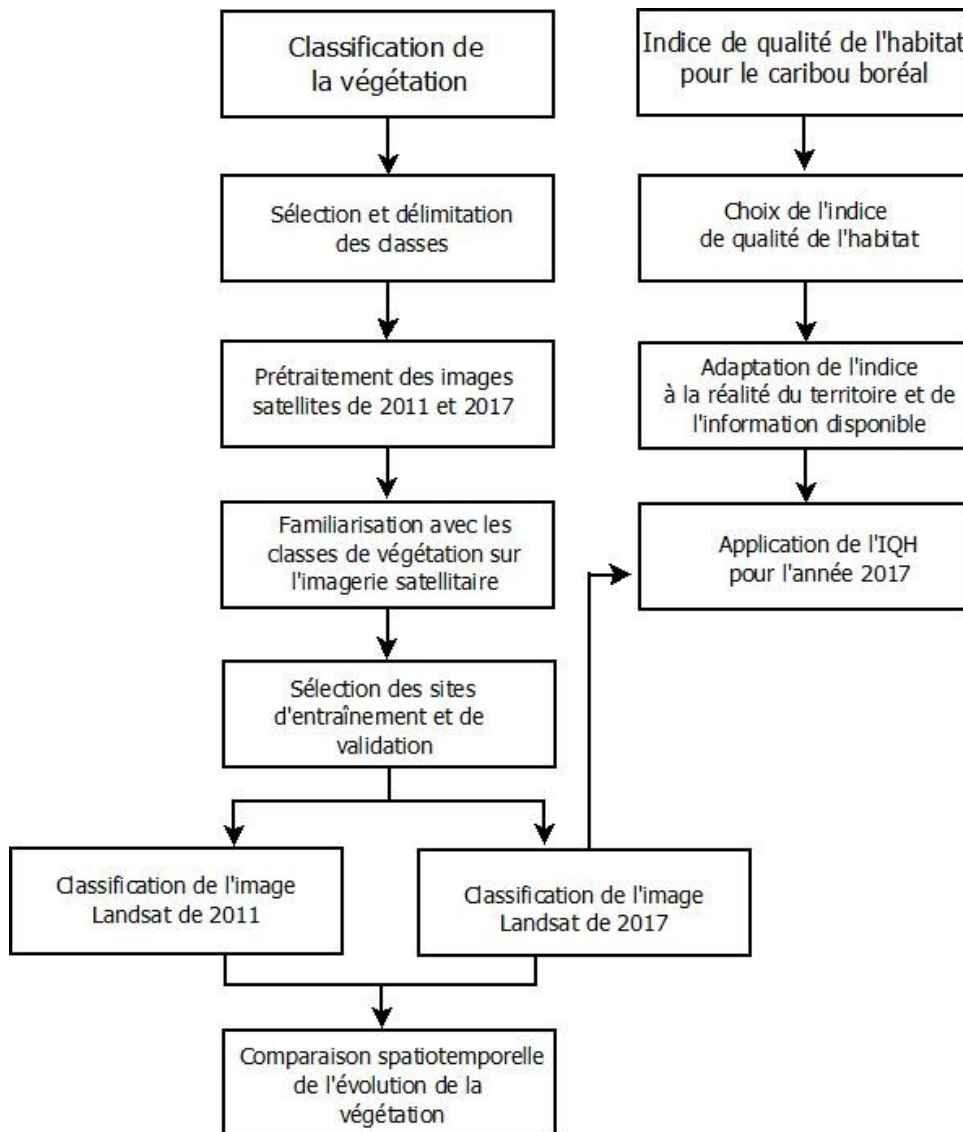 Classification de
la végétation
Sélection et délimitation
des classes
Prétraitement des images
satellites de 2011 et 2017
Familiarisation avec les
classes de végétation sur
l'imagerie satellitaire
Sélection des sites
d'entraînement et de
validation
Classification de l'image
Landsat de 2011
Classification de l'image
Landsat de 2017
Comparaison spatiotemporelle
de l'évolution de la
végétation
Indice de qualité de l'habitat
pour le caribou boréal
Choix de l'indice
de qualité de l'habitat
Adaptation de l'indice
à la réalité du territoire et de
l'information disponible
Application de l'IQH
pour l'année 2017